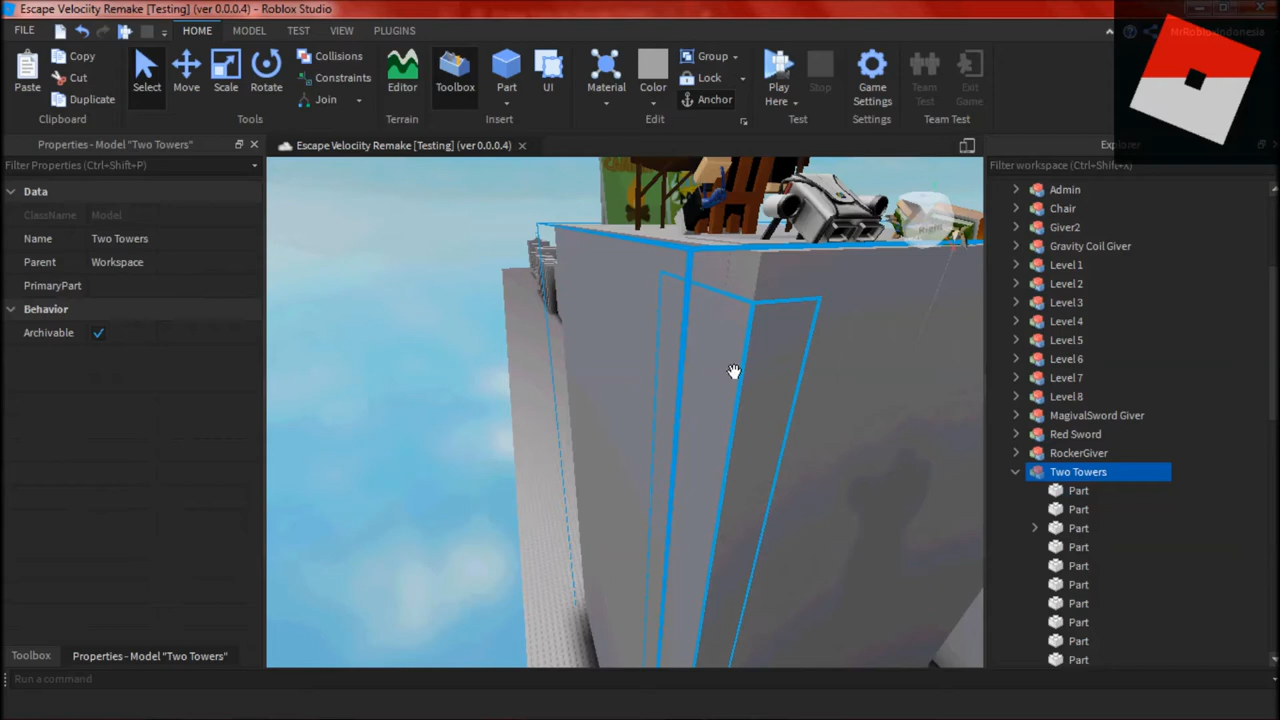 Escape Velociity Remake [Testing] (ver 0.0.0.4) - Roblox Studio
FILE HOME MODEL TEST VIEW PLUGINS MrRobloxIndonesia
Paste Copy Cut Duplicate Clipboard
Select Move Scale Rotate Collisions Constraints Join Tools
Editor Terrain
Toolbox Part UI Insert
Material Color Group Lock Anchor Edit
Play Here Stop Test
Game Settings Settings
Team Test Exit Game Team Test
Properties - Model "Two Towers"
Filter Properties (Ctrl+Shift+P)
Data
ClassName Model
Name Two Towers
Parent Workspace
PrimaryPart
Behavior
Archivable
Toolbox Properties - Model "Two Towers"
Escape Velociity Remake [Testing] (ver 0.0.0.4)
Right
Explorer
Filter workspace (Ctrl+Shift+X)
Admin
Chair
Giver2
Gravity Coil Giver
Level 1
Level 2
Level 3
Level 4
Level 5
Level 6
Level 7
Level 8
MagivalSword Giver
Red Sword
RockerGiver
Two Towers
Part
Part
Part
Part
Part
Part
Part
Part
Part
Part
Run a command